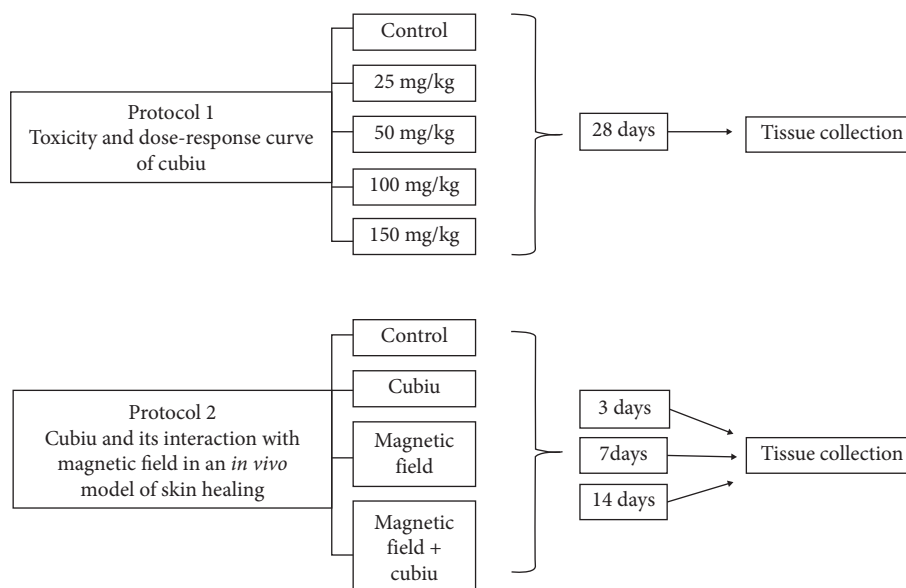 Protocol 1
Toxicity and dose-response curve
of cubiu
Control
25 mg/kg
50 mg/kg
100 mg/kg
150 mg/kg
28 days
Tissue collection
Protocol 2
Cubiu and its interaction with
magnetic field in an in vivo
model of skin healing
Control
Cubiu
Magnetic
field
Magnetic
field +
cubiu
3 days
7days
14 days
Tissue collection